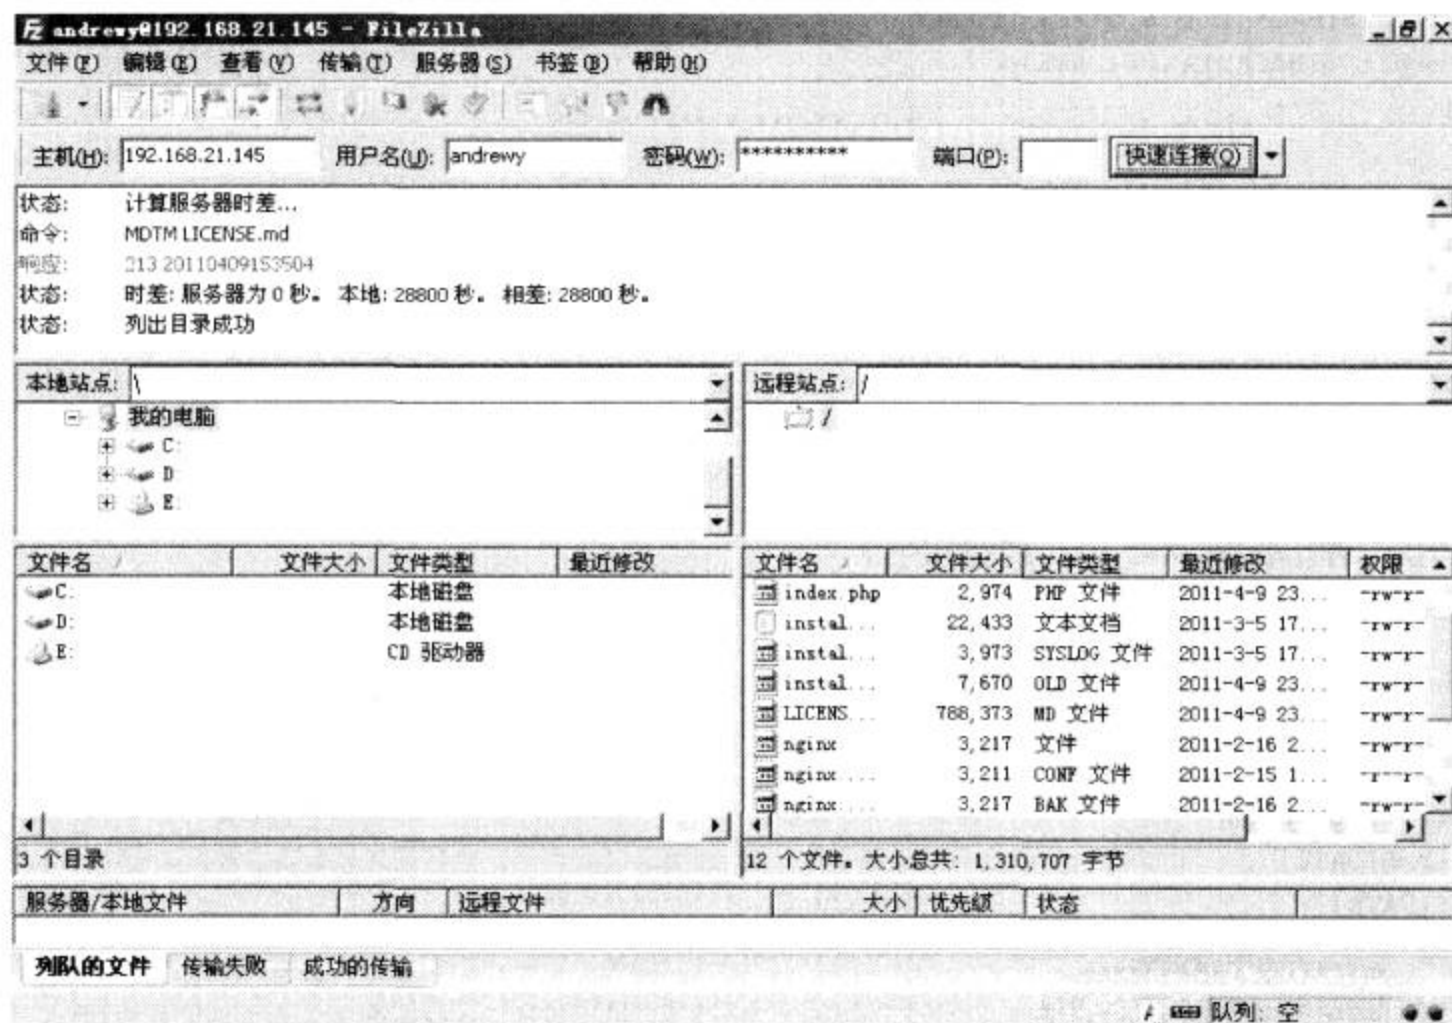 andrewy@192.168.21.145 - FileZilla
文件(F) 编辑(E) 查看(V) 传输(T) 服务器(S) 书签(B) 帮助(H)
主机(H): 192.168.21.145 用户名(U): andrewy 密码(W): ********** 端口(P): 快速连接(Q)
状态: 计算服务器时差...
命令: MDTM LICENSE.md
响应: 213 20110409153504
状态: 时差: 服务器为 0 秒。 本地: 28800 秒。 相差: 28800 秒。
状态: 列出目录成功
本地站点: \
我的电脑
C:
D:
E:
远程站点: /
/
文件名 文件大小 文件类型 最近修改
C: 本地磁盘
D: 本地磁盘
E: CD 驱动器
3 个目录
文件名 文件大小 文件类型 最近修改 权限
index.php 2,974 PHP 文件 2011-4-9 23... -rw-r-
instal... 22,433 文本文档 2011-3-5 17... -rw-r-
instal... 3,973 SYSLOG 文件 2011-3-5 17... -rw-r-
instal... 7,670 OLD 文件 2011-4-9 23... -rw-r-
LICENS... 788,373 MD 文件 2011-4-9 23... -rw-r-
nginx 3,217 文件 2011-2-16 2... -rw-r-
nginx.... 3,211 CONF 文件 2011-2-15 1... -r--r-
nginx.... 3,217 BAK 文件 2011-2-16 2... -rw-r-
12 个文件。大小总共: 1,310,707 字节
服务器/本地文件 方向 远程文件 大小 优先级 状态
列队的文件 传输失败 成功的传输
队列: 空